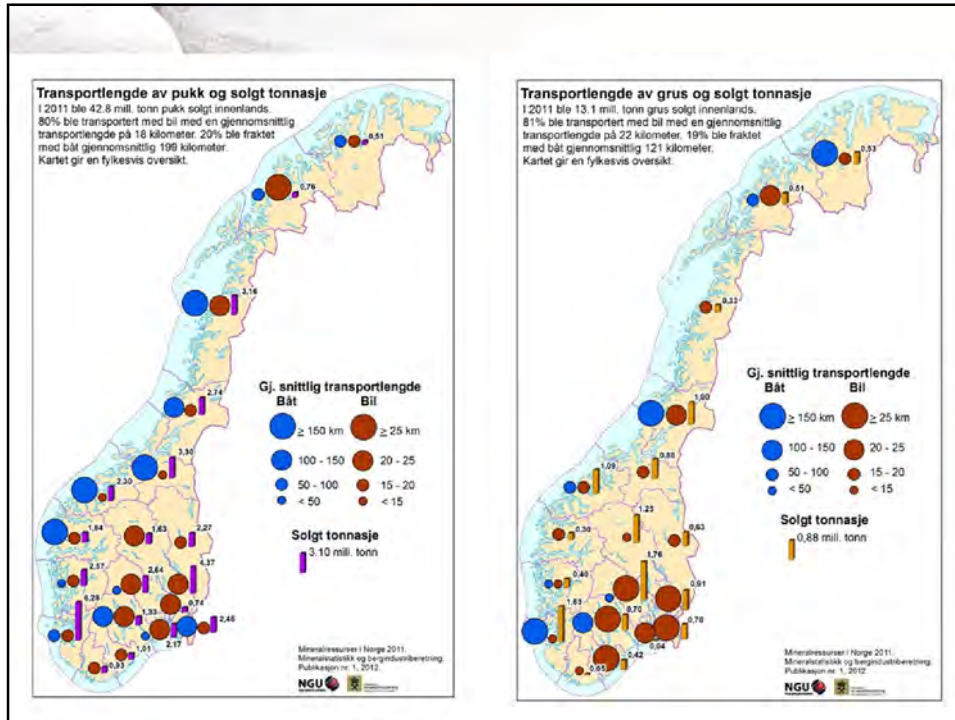 Transportlengde av pukk og solgt tonnasje
I 2011 ble 42.8 mill. tonn pukk solgt innenlands.
80% ble transportert med bil med en gjennomsnittlig
transportlengde på 18 kilometer. 20% ble fraktet
med båt gjennomsnittlig 199 kilometer.
Kartet gir en fylkesvis oversikt.
0,51
0,76
3,16
2,74
3,30
2,30
1,84
1,63
2,27
2,57
2,64
4,37
6,28
1,33
0,74
2,17
2,46
1,01
0,93
Gj. snittlig transportlengde
Båt Bil
≥ 150 km ≥ 25 km
100 - 150 20 - 25
50 - 100 15 - 20
< 50 < 15
Solgt tonnasje
3.10 mill. tonn
Mineralressurser i Norge 2011.
Mineralstatistikk og bergindustriberetning.
Publikasjon nr. 1, 2012.
NGU
Transportlengde av grus og solgt tonnasje
I 2011 ble 13.1 mill. tonn grus solgt innenlands.
81% ble transportert med bil med en gjennomsnittlig
transportlengde på 22 kilometer. 19% ble fraktet
med båt gjennomsnittlig 121 kilometer.
Kartet gir en fylkesvis oversikt.
0,53
0,51
0,33
1,00
0,88
1,09
0,30
1,25
0,63
0,40
1,76
0,91
1,83
0,70
0,70
0,04
0,42
0,05
Gj. snittlig transportlengde
Båt Bil
≥ 150 km ≥ 25 km
100 - 150 20 - 25
50 - 100 15 - 20
< 50 < 15
Solgt tonnasje
0,88 mill. tonn
Mineralressurser i Norge 2011.
Mineralstatistikk og bergindustriberetning.
Publikasjon nr. 1, 2012.
NGU